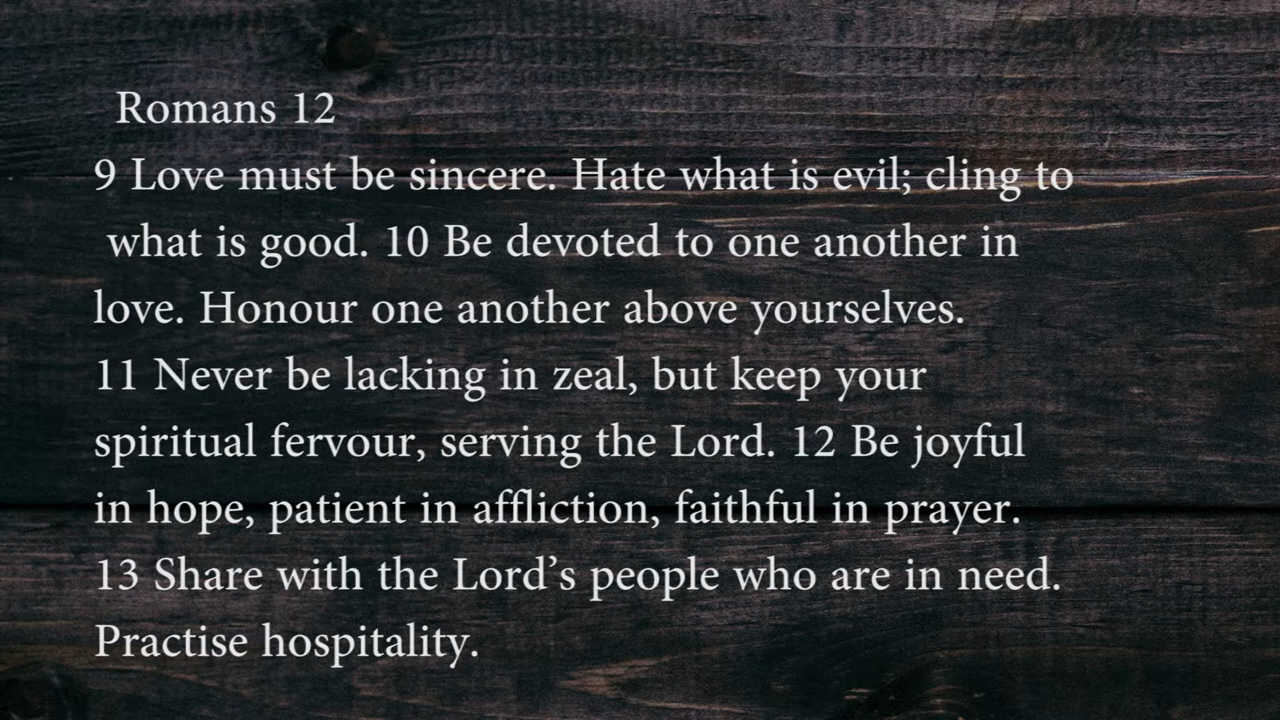 Romans 12
9 Love must be sincere. Hate what is evil; cling to
what is good. 10 Be devoted to one another in
love. Honour one another above yourselves.
11 Never be lacking in zeal, but keep your
spiritual fervour, serving the Lord. 12 Be joyful
in hope, patient in affliction, faithful in prayer.
13 Share with the Lord’s people who are in need.
Practise hospitality.